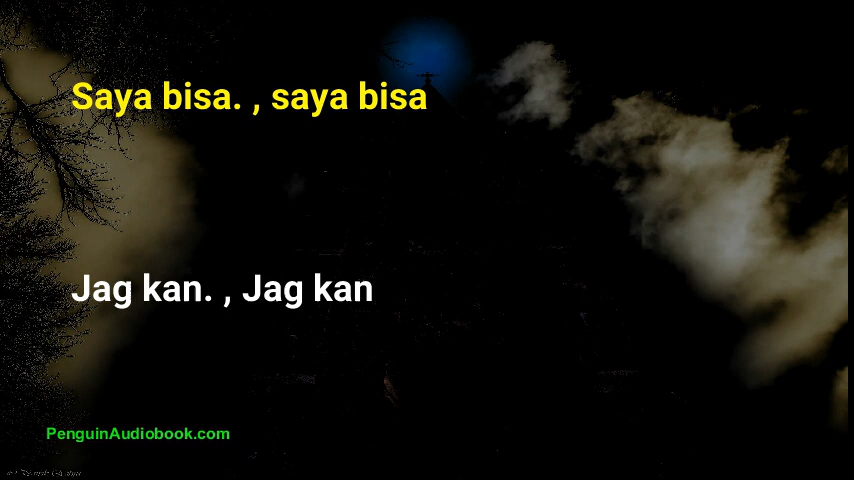 Saya bisa. , saya bisa
Jag kan. , Jag kan
PenguinAudiobook.com